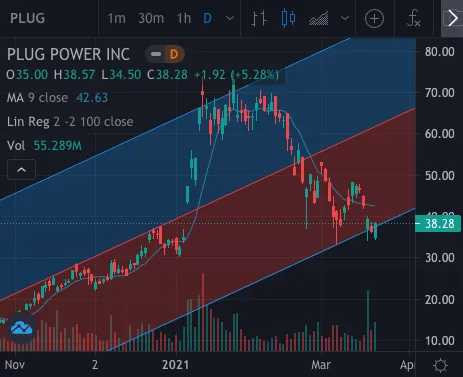 PLUG 1m 30m 1h D
PLUG POWER INC D
O35.00 H38.57 L34.50 C38.28 +1.92 (+5.28%)
MA 9 close 42.63
Lin Reg 2 -2 100 close
Vol 55.289M
80.00
70.00
60.00
50.00
40.00
38.28
30.00
20.00
10.00
Nov 2 2021 Mar Ap